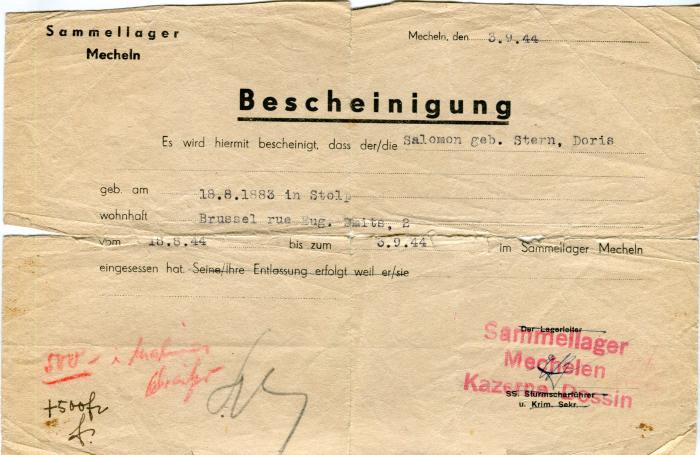 Sammellager
Mecheln
Mecheln, den 3.9.44
Bescheinigung
Es wird hiermit bescheinigt, dass der/die Salomon geb. Stern, Doris
geb. am 18.8.1883 in Stolp
wohnhaft Brussel rue Eug. Smits, 2
vom 18.8.44 bis zum 3.9.44 im Sammellager Mecheln
eingesessen hat. Seine/Ihre Entlassung erfolgt weil er/sie
Der Lagerleiter
Sammellager
Mechelen
Kazerne Dossin
SS. Sturmscharführer
u. Krim. Sekr.
500 -
+500fr